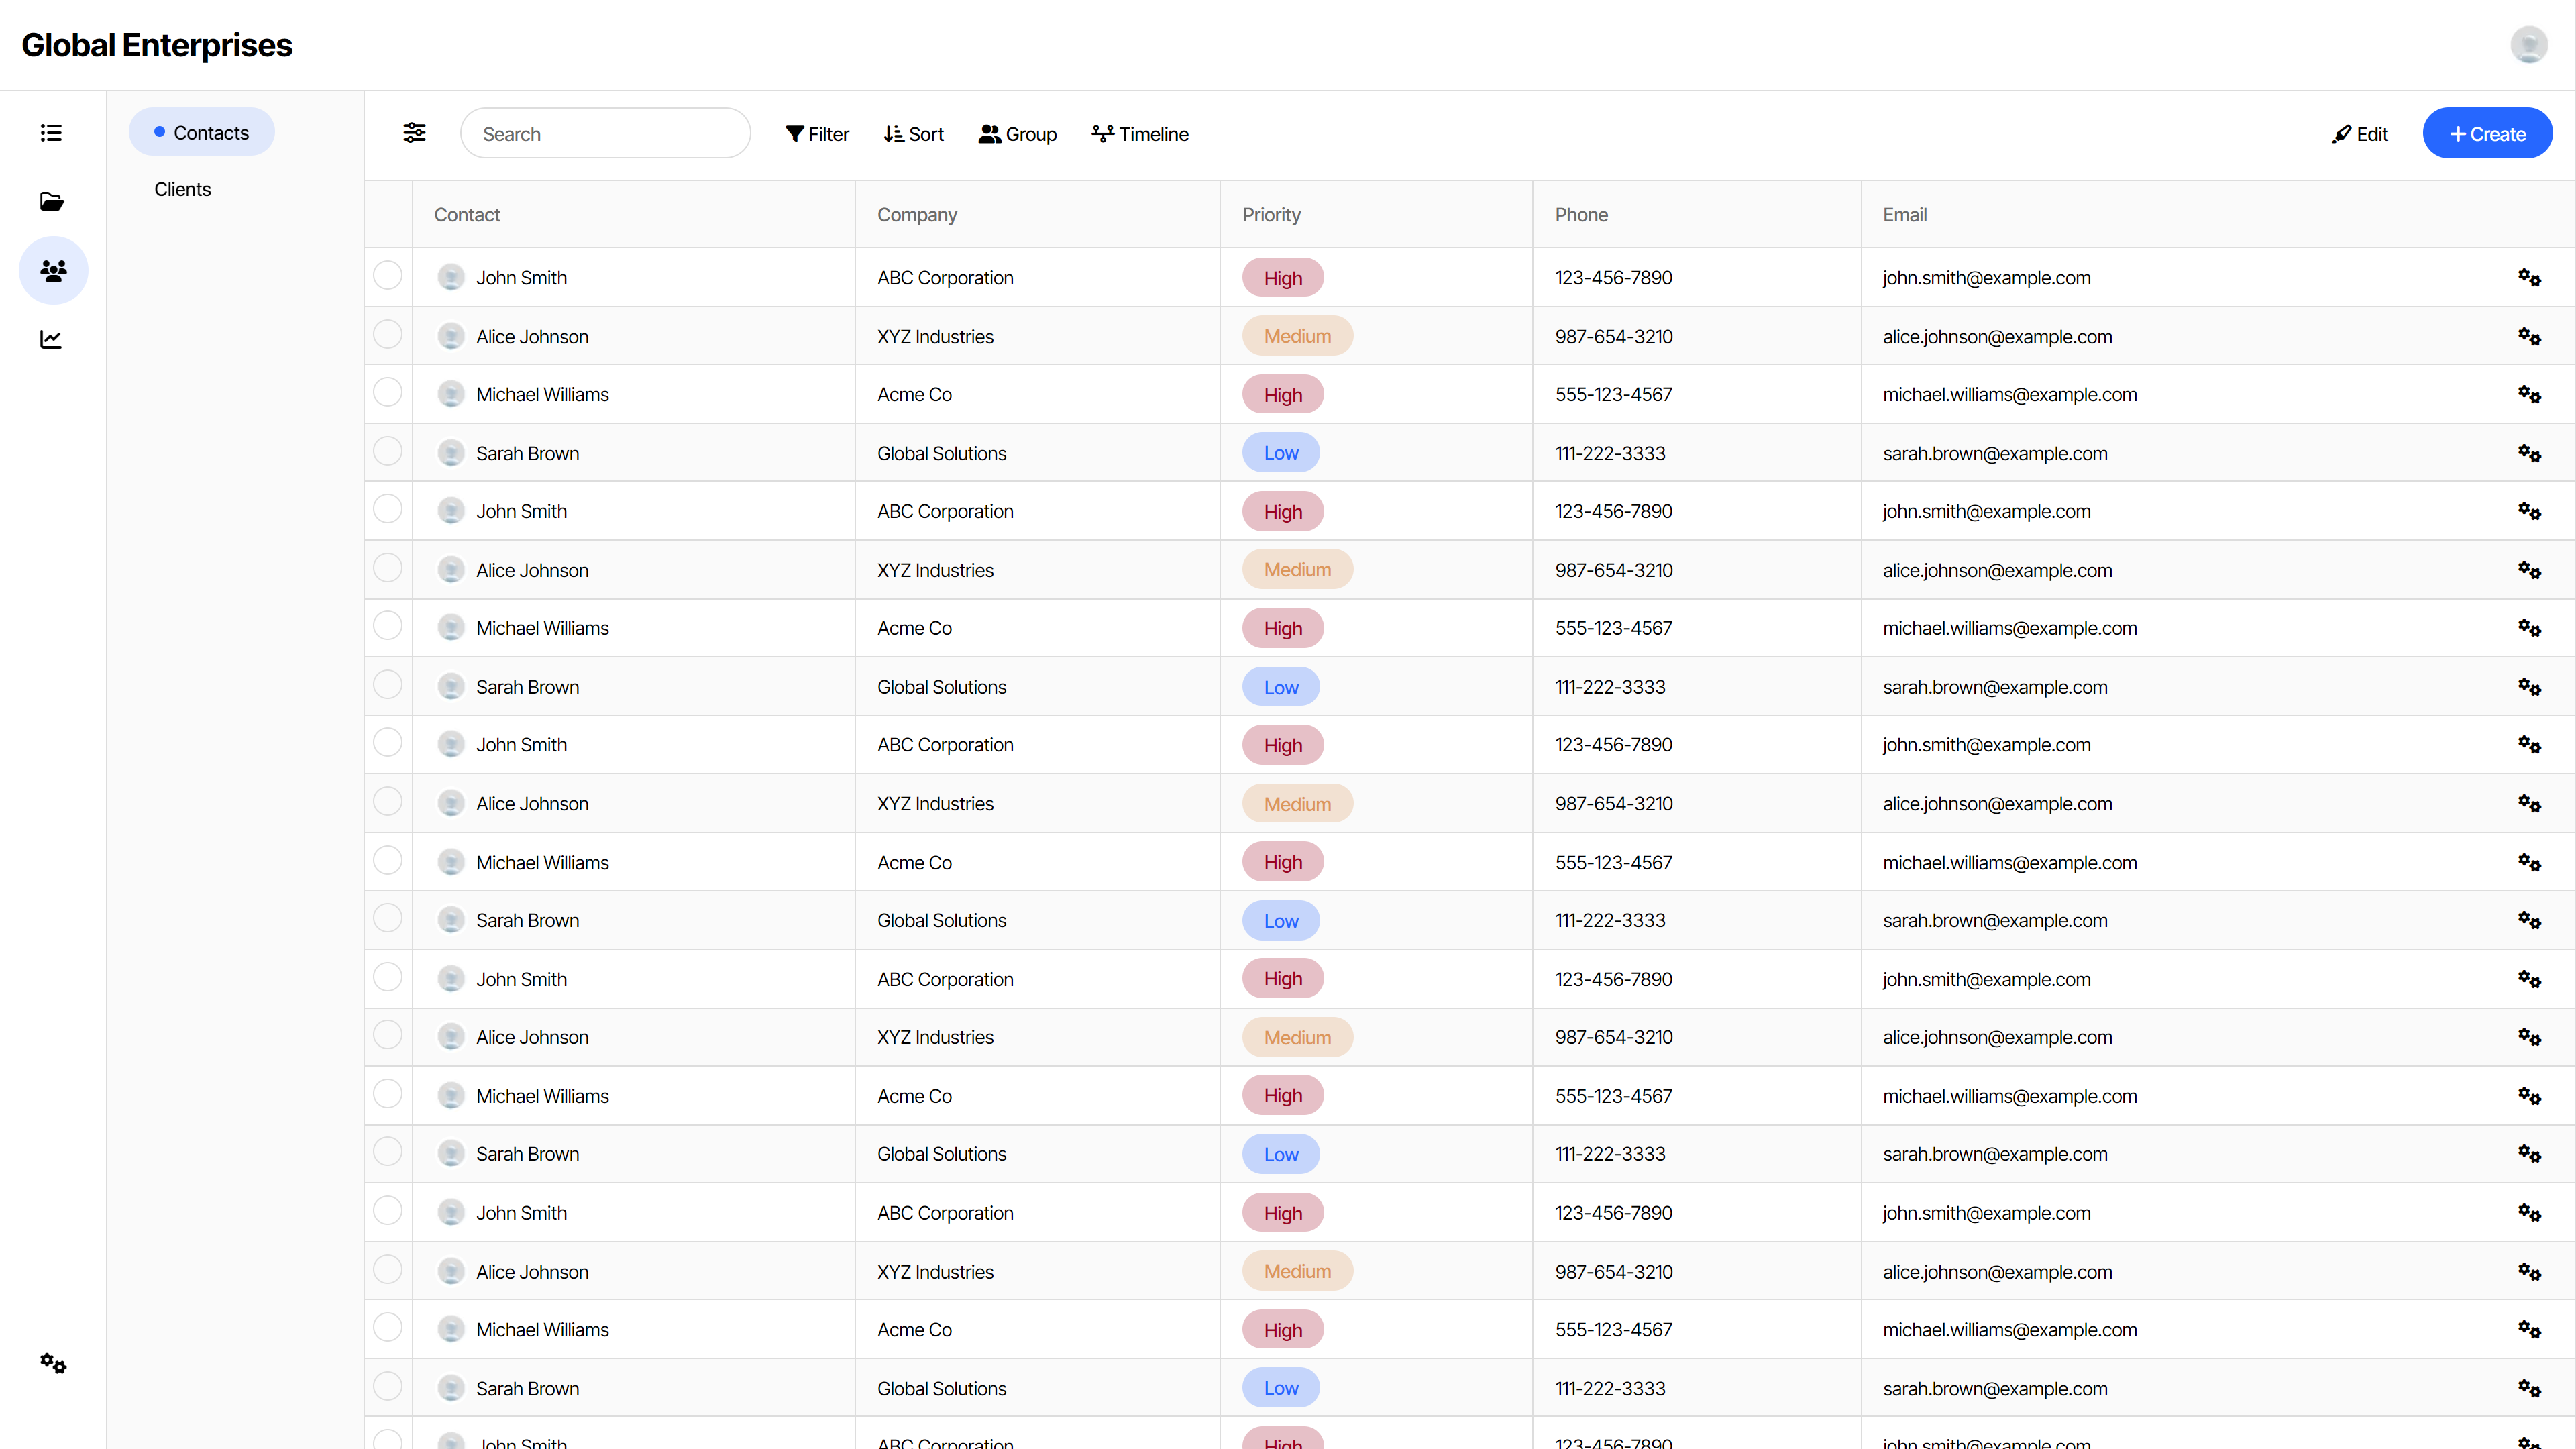 Global Enterprises
Contacts
Clients
Search Filter Sort Group Timeline Edit + Create
Contact Company Priority Phone Email
John Smith ABC Corporation High 123-456-7890 john.smith@example.com
Alice Johnson XYZ Industries Medium 987-654-3210 alice.johnson@example.com
Michael Williams Acme Co High 555-123-4567 michael.williams@example.com
Sarah Brown Global Solutions Low 111-222-3333 sarah.brown@example.com
John Smith ABC Corporation High 123-456-7890 john.smith@example.com
Alice Johnson XYZ Industries Medium 987-654-3210 alice.johnson@example.com
Michael Williams Acme Co High 555-123-4567 michael.williams@example.com
Sarah Brown Global Solutions Low 111-222-3333 sarah.brown@example.com
John Smith ABC Corporation High 123-456-7890 john.smith@example.com
Alice Johnson XYZ Industries Medium 987-654-3210 alice.johnson@example.com
Michael Williams Acme Co High 555-123-4567 michael.williams@example.com
Sarah Brown Global Solutions Low 111-222-3333 sarah.brown@example.com
John Smith ABC Corporation High 123-456-7890 john.smith@example.com
Alice Johnson XYZ Industries Medium 987-654-3210 alice.johnson@example.com
Michael Williams Acme Co High 555-123-4567 michael.williams@example.com
Sarah Brown Global Solutions Low 111-222-3333 sarah.brown@example.com
John Smith ABC Corporation High 123-456-7890 john.smith@example.com
Alice Johnson XYZ Industries Medium 987-654-3210 alice.johnson@example.com
Michael Williams Acme Co High 555-123-4567 michael.williams@example.com
Sarah Brown Global Solutions Low 111-222-3333 sarah.brown@example.com
John Smith ABC Corporation High 123-456-7890 john.smith@example.com